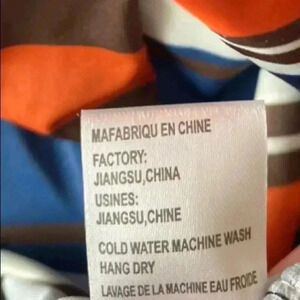 MAFABRIQU EN CHINE
FACTORY:
JIANGSU,CHINA
USINES:
JIANGSU,CHINE
COLD WATER MACHINE WASH
HANG DRY
LAVAGE DE LA MACHINE EAU FROIDE